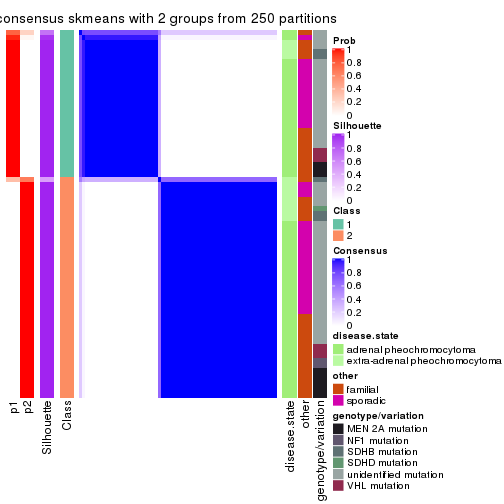 consensus skmeans with 2 groups from 250 partitions
Prob
1
0.8
0.6
0.4
0.2
0
Silhouette
1
0.8
0.6
0.4
0.2
0
Class
1
2
Consensus
1
0.8
0.6
0.4
0.2
0
disease.state
adrenal pheochromocytoma
extra-adrenal pheochromocytoma
other
familial
sporadic
genotype/variation
MEN 2A mutation
NF1 mutation
SDHB mutation
SDHD mutation
unidentified mutation
VHL mutation
p1
p2
Silhouette
Class
disease.state
other
genotype/variation